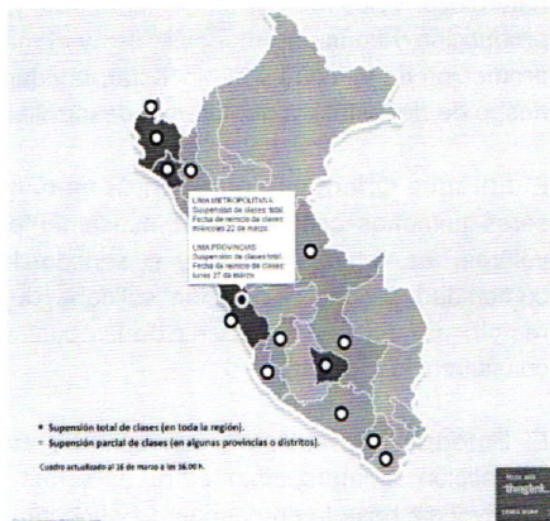 LIMA METROPOLITANA:
Suspensión de clases: total.
Fecha de reinicio de clases:
miércoles 22 de marzo.
LIMA PROVINCIAS:
Suspensión de clases: total.
Fecha de reinicio de clases:
lunes 27 de marzo.
Supensión total de clases (en toda la región).
Supensión parcial de clases (en algunas provincias o distritos).
Cuadro actualizado al 16 de marzo a las 16.00 h.
thinglink